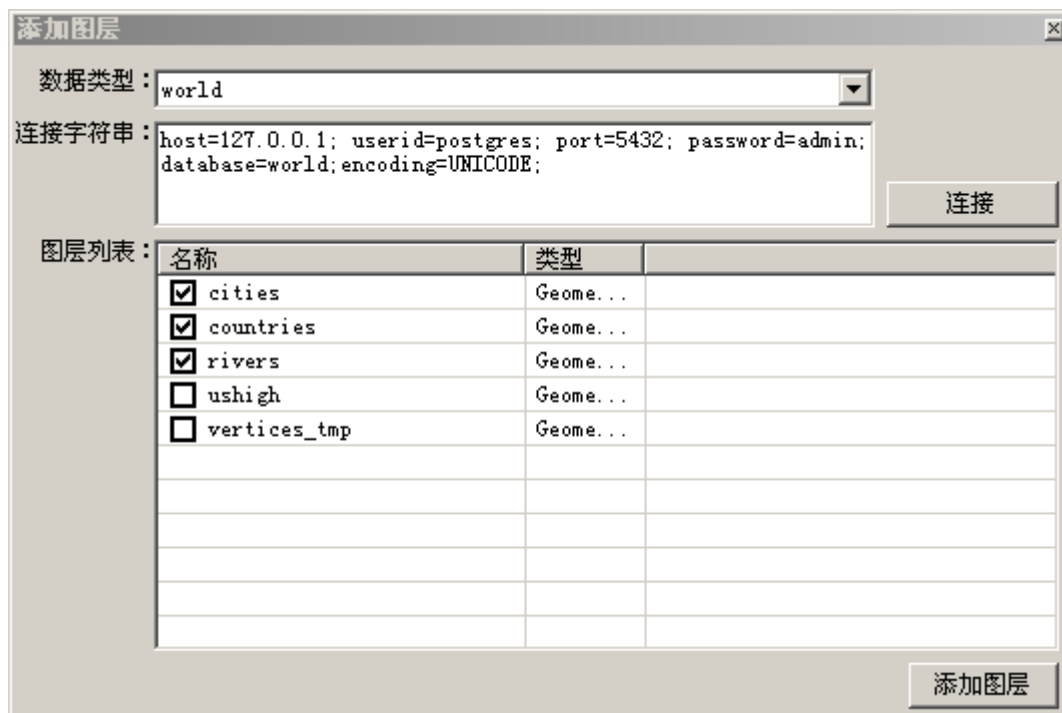 添加图层
数据类型：
world
连接字符串：
host=127.0.0.1; userid=postgres; port=5432; password=admin;
database=world;encoding=UNICODE;
连接
图层列表：
名称 类型
cities Geome...
countries Geome...
rivers Geome...
ushigh Geome...
vertices_tmp Geome...
添加图层